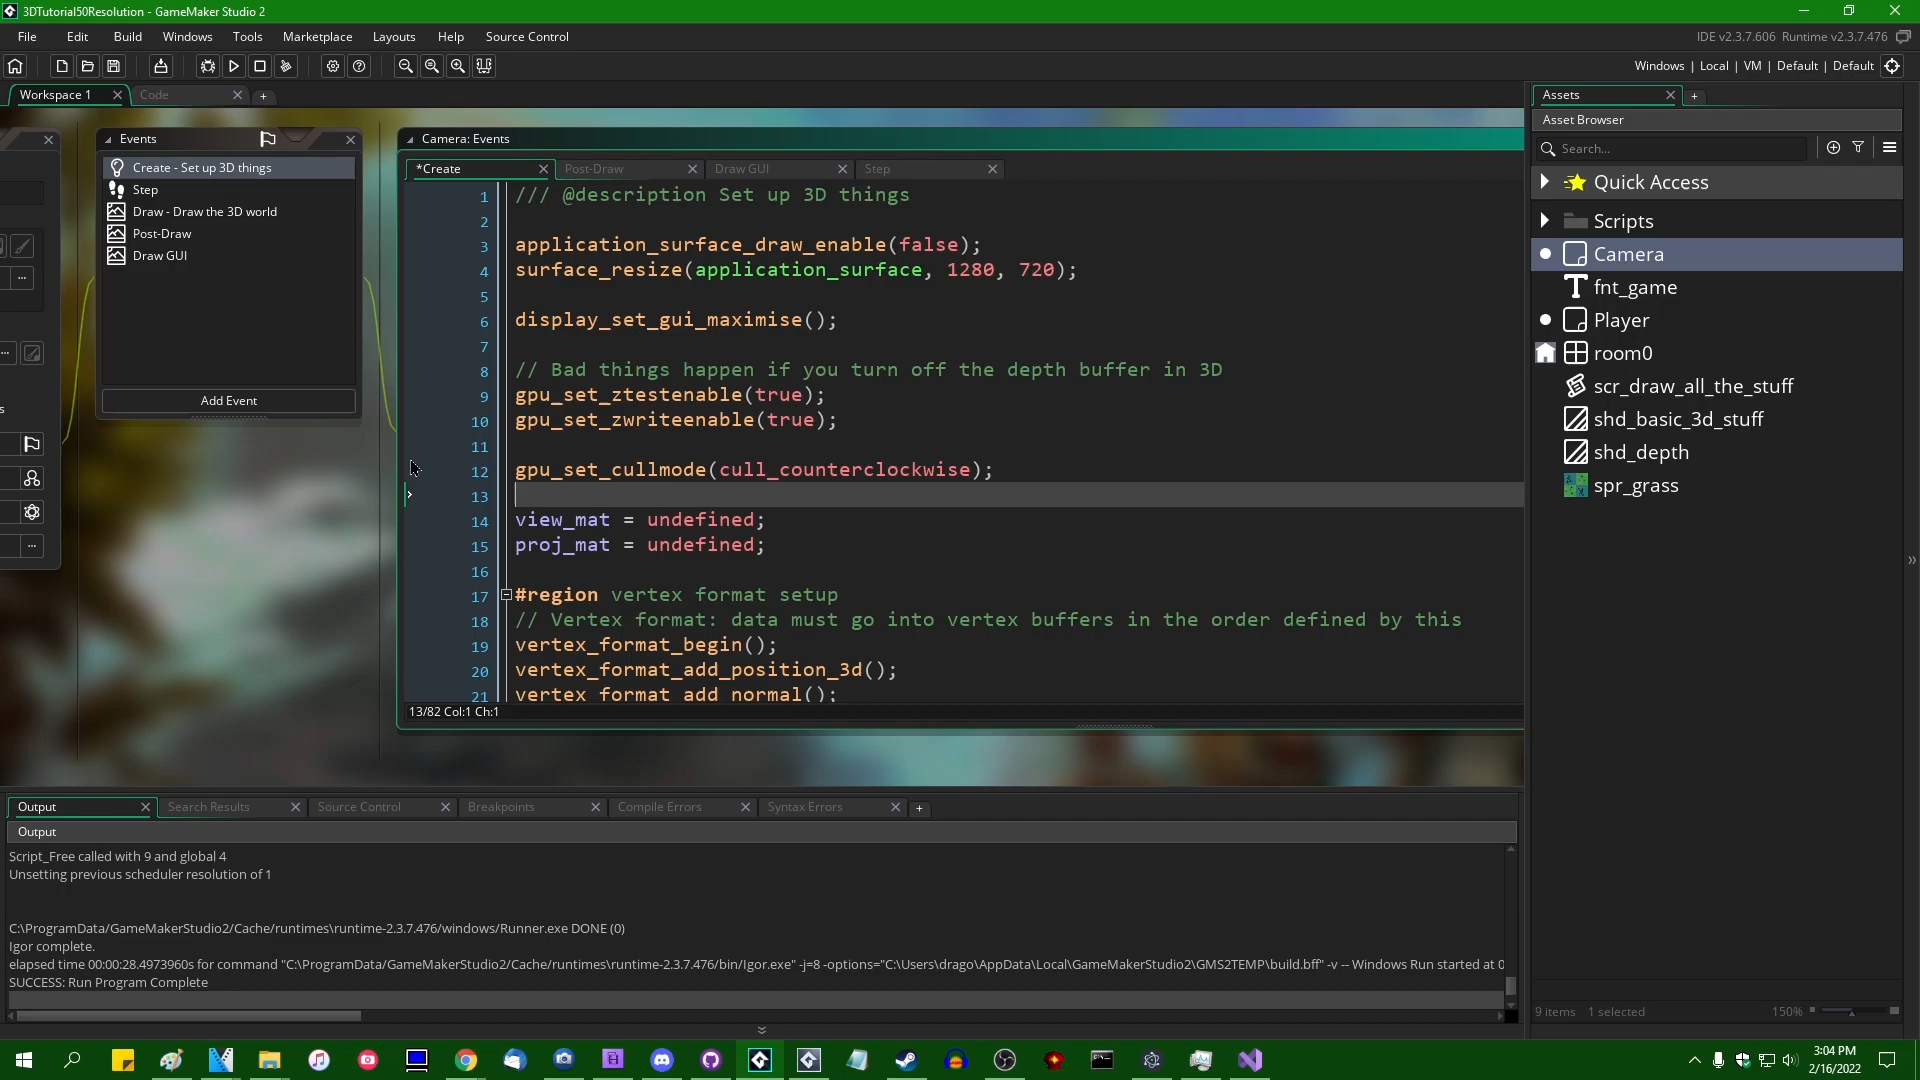 3DTutorial50Resolution - GameMaker Studio 2
File Edit Build Windows Tools Marketplace Layouts Help Source Control
IDE v2.3.7.606 Runtime v2.3.7.476
Windows | Local | VM | Default | Default
Workspace 1
Code
Events
Create - Set up 3D things
Step
Draw - Draw the 3D world
Post-Draw
Draw GUI
Add Event
Camera: Events
*Create
Post-Draw
Draw GUI
Step
1 /// @description Set up 3D things
2
3 application_surface_draw_enable(false);
4 surface_resize(application_surface, 1280, 720);
5
6 display_set_gui_maximise();
7
8 // Bad things happen if you turn off the depth buffer in 3D
9 gpu_set_ztestenable(true);
10 gpu_set_zwriteenable(true);
11
12 gpu_set_cullmode(cull_counterclockwise);
13
14 view_mat = undefined;
15 proj_mat = undefined;
16
17 #region vertex format setup
18 // Vertex format: data must go into vertex buffers in the order defined by this
19 vertex_format_begin();
20 vertex_format_add_position_3d();
21 vertex_format_add_normal();
13/82 Col:1 Ch:1
Assets
Asset Browser
Search...
Quick Access
Scripts
Camera
fnt_game
Player
room0
scr_draw_all_the_stuff
shd_basic_3d_stuff
shd_depth
spr_grass
9 items 1 selected
150%
Output
Search Results
Source Control
Breakpoints
Compile Errors
Syntax Errors
Output
Script_Free called with 9 and global 4
Unsetting previous scheduler resolution of 1
C:\ProgramData/GameMakerStudio2/Cache/runtimes\runtime-2.3.7.476/windows/Runner.exe DONE (0)
Igor complete.
elapsed time 00:00:28.4973960s for command "C:\ProgramData/GameMakerStudio2/Cache/runtimes\runtime-2.3.7.476/bin/Igor.exe" -j=8 -options="C:\Users\drago\AppData\Local\GameMakerStudio2\GMS2TEMP\build.bff" -v -- Windows Run started at 0
SUCCESS: Run Program Complete
3:04 PM
2/16/2022